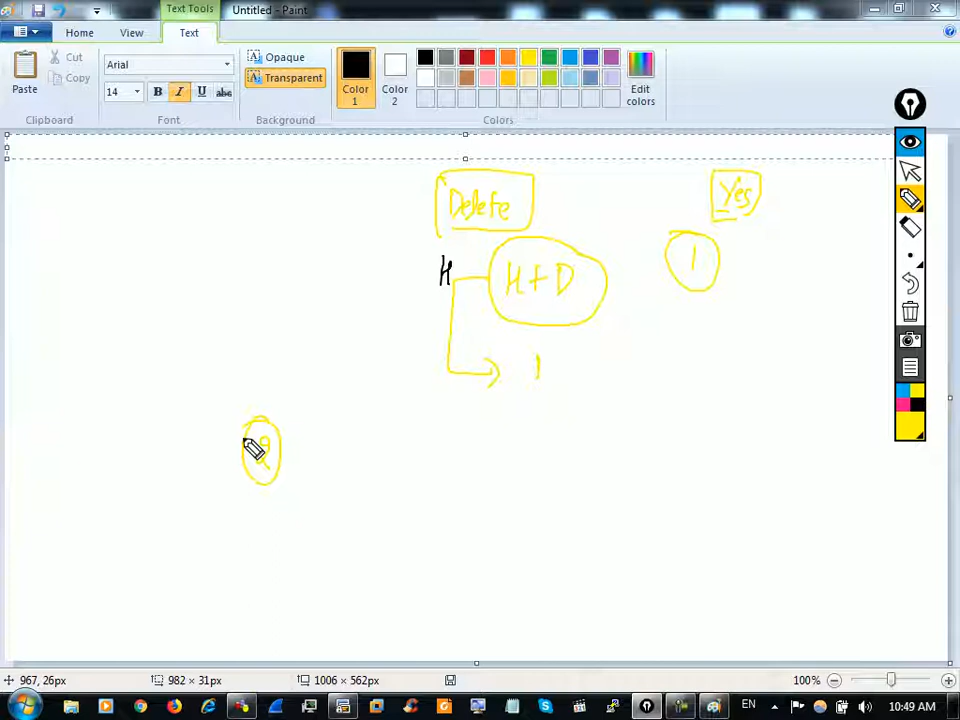 Text Tools
Untitled - Paint
Home
View
Text
Paste
Cut
Copy
Clipboard
Arial
14
B I U abc
Font
Opaque
Transparent
Background
Color 1
Color 2
Edit colors
Colors
Delete
Yes
H
H+D
1
1
967, 26px
982 × 31px
1006 × 562px
100%
EN
10:49 AM